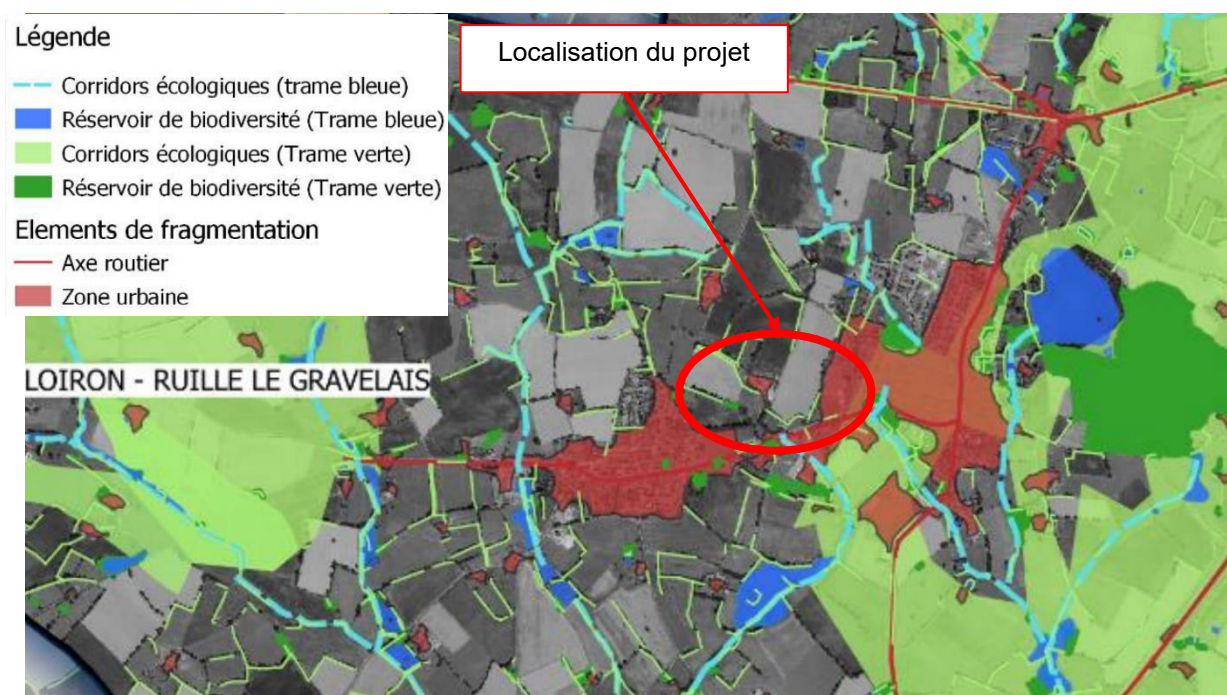 Légende
Corridors écologiques (trame bleue)
Réservoir de biodiversité (Trame bleue)
Corridors écologiques (Trame verte)
Réservoir de biodiversité (Trame verte)
Elements de fragmentation
Axe routier
Zone urbaine
Localisation du projet
LOIRON - RUILLE LE GRAVELAIS